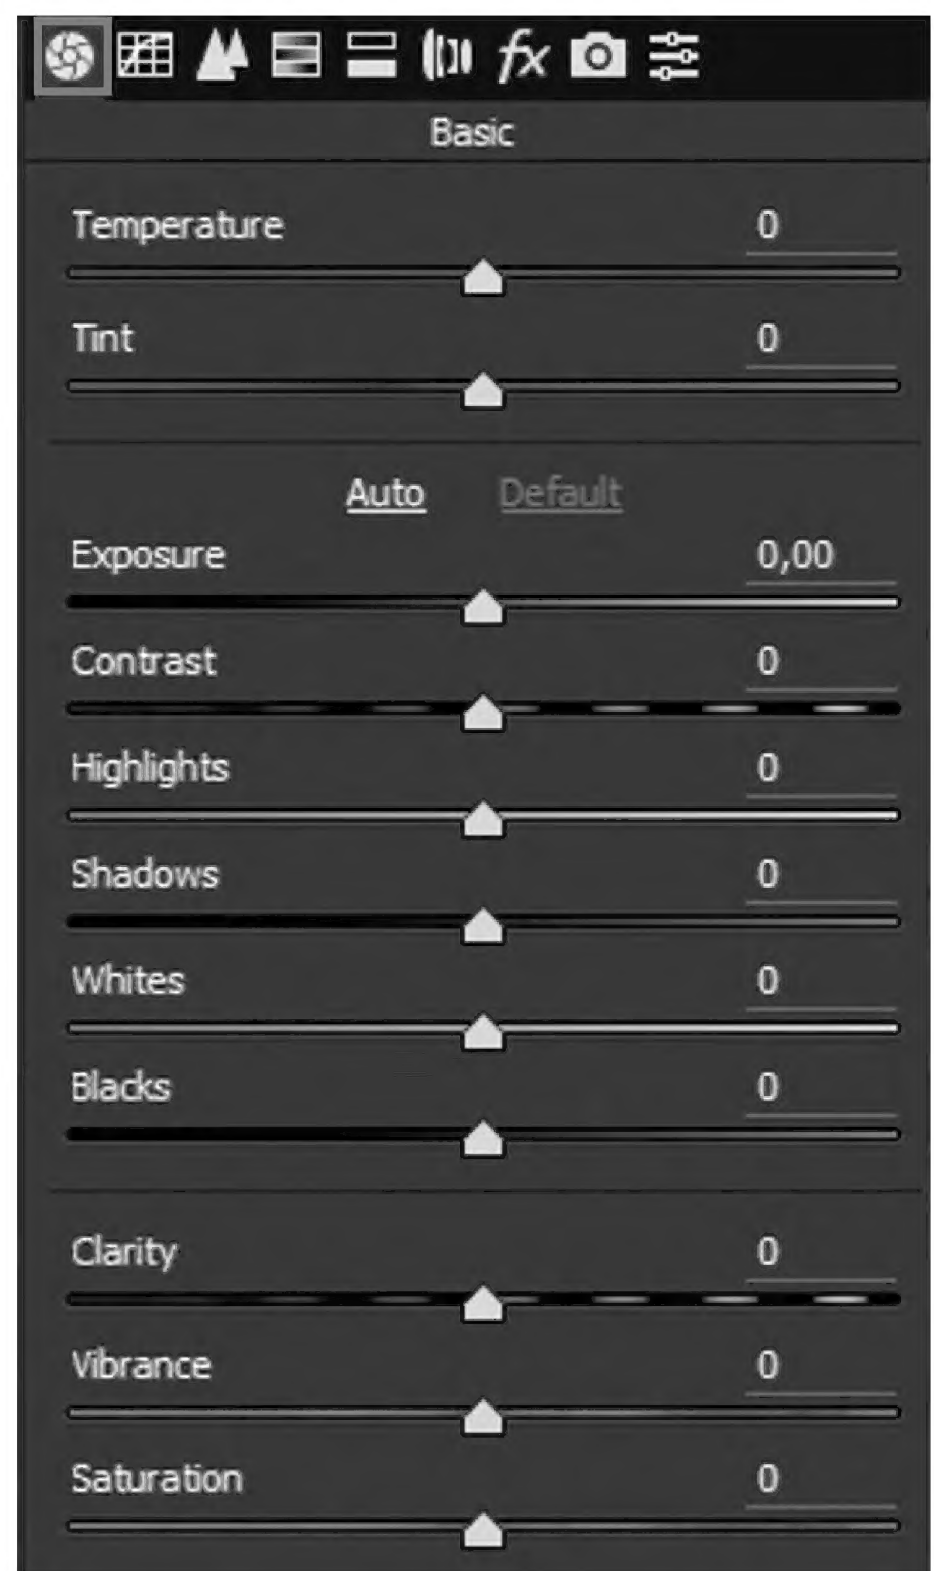 fx
Basic
Temperature 0
Tint 0
Auto Default
Exposure 0,00
Contrast 0
Highlights 0
Shadows 0
Whites 0
Blacks 0
Clarity 0
Vibrance 0
Saturation 0